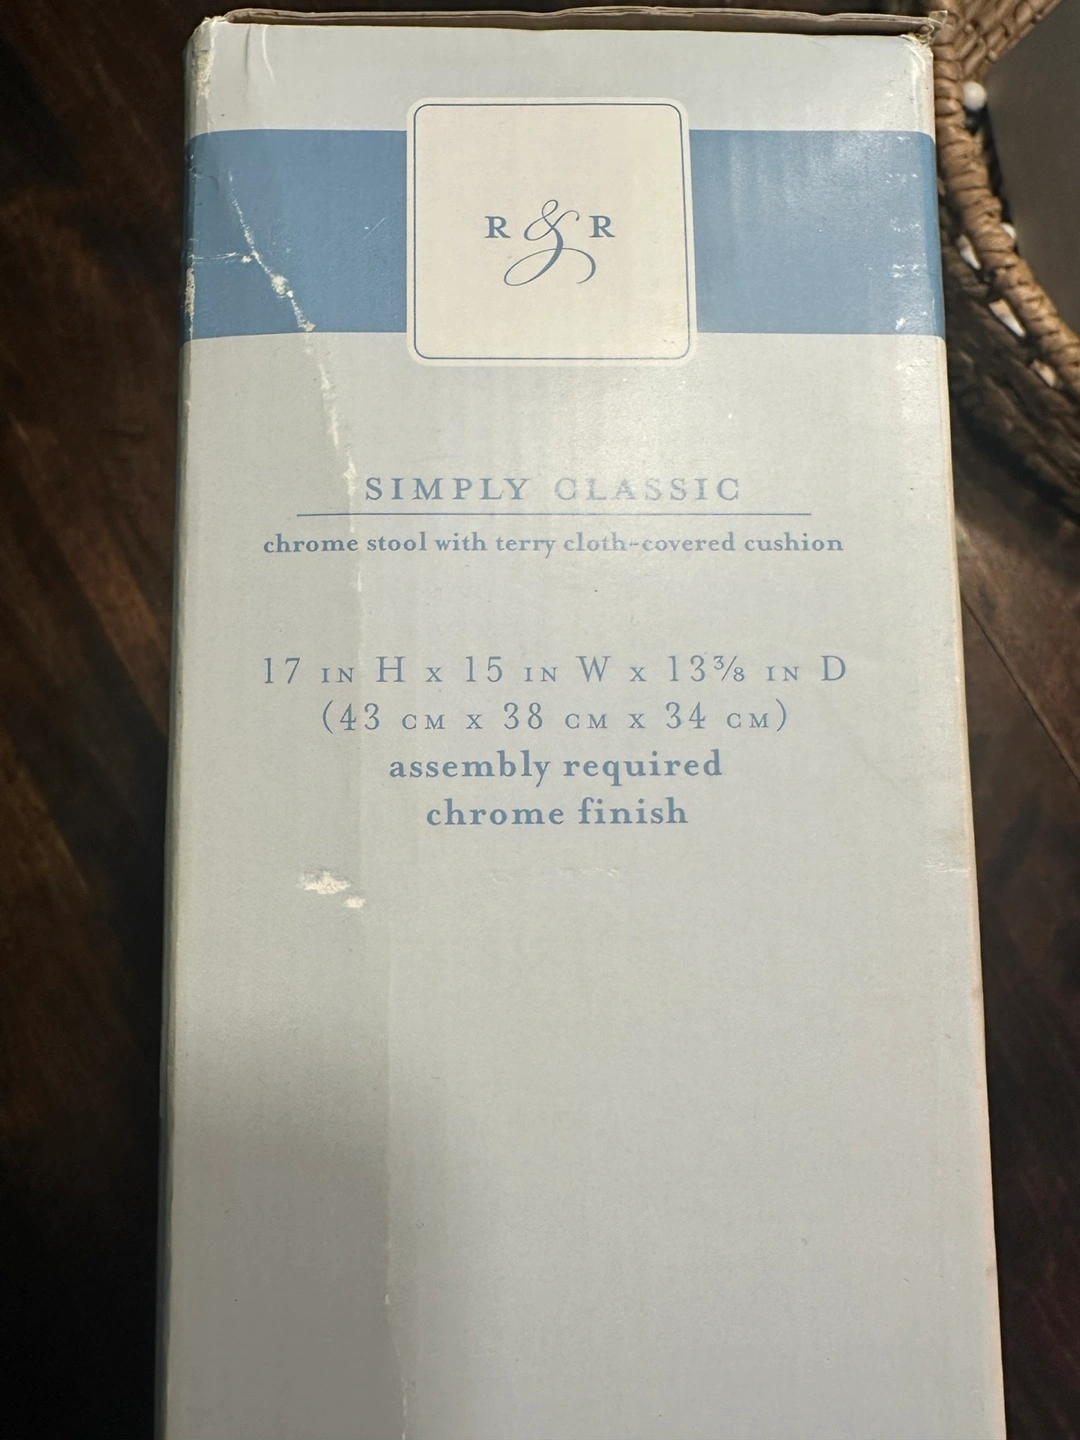 R & R
SIMPLY CLASSIC
chrome stool with terry cloth-covered cushion
17 IN H X 15 IN W X 13⅜ IN D
(43 CM X 38 CM X 34 CM)
assembly required
chrome finish